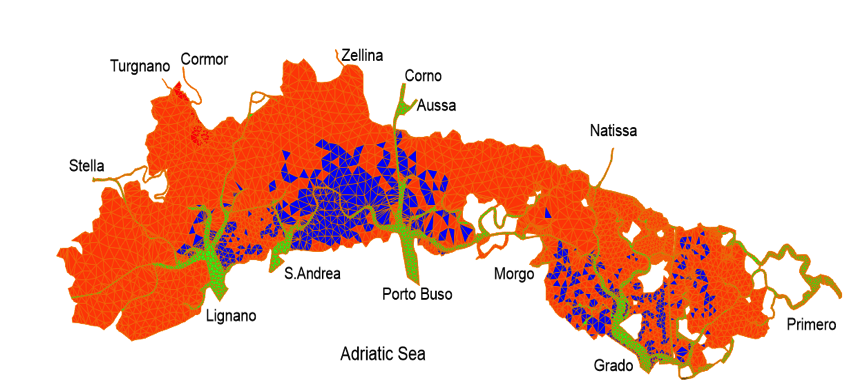 Zellina
Turgnano
Cormor
Corno
Aussa
Natissa
Stella
S.Andrea
Morgo
Porto Buso
Lignano
Primero
Adriatic Sea
Grado